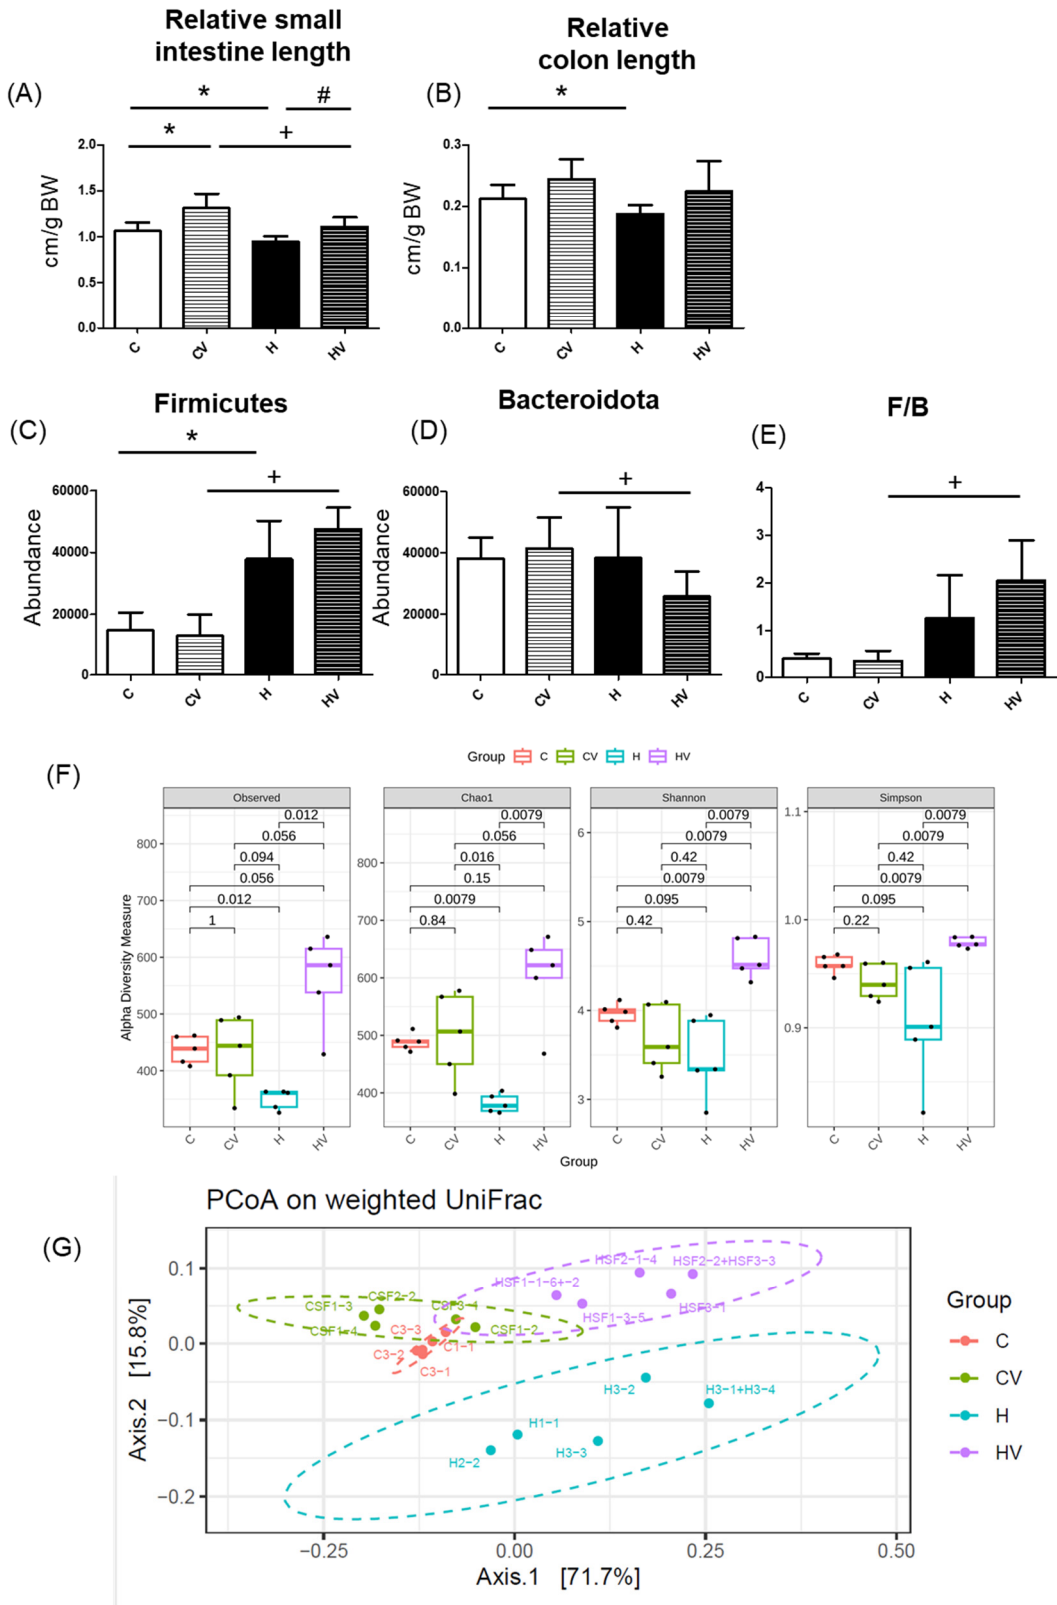 Relative small
intestine length
Relative
colon length
(A)
*
#
*
+
2.0
1.5
1.0
0.5
0.0
cm/g BW
C
CV
H
HV
(B)
*
0.3
0.2
0.1
0.0
cm/g BW
C
CV
H
HV
Firmicutes
Bacteroidota
F/B
(C)
*
+
60000
40000
20000
0
Abundance
C
CV
H
HV
(D)
+
60000
40000
20000
0
Abundance
C
CV
H
HV
(E)
+
4
3
2
1
0
C
CV
H
HV
(F)
Group C CV H HV
Observed
Chao1
Shannon
Simpson
Alpha Diversity Measure
800
700
600
500
400
0.012
0.056
0.094
0.056
0.012
1
C
CV
H
HV
800
700
600
500
400
0.0079
0.056
0.016
0.15
0.0079
0.84
C
CV
H
HV
6
5
4
3
0.0079
0.0079
0.42
0.0079
0.095
0.42
C
CV
H
HV
1.1
1.0
0.9
0.0079
0.0079
0.42
0.0079
0.095
0.22
C
CV
H
HV
Group
PCoA on weighted UniFrac
(G)
Axis.2 [15.8%]
0.1
0.0
−0.1
−0.2
HSF2-1-4
HSF2-2+HSF3-3
HSF1-1-6+-2
HSF3-1
HSF1-3-5
CSF2-2
CSF1-3
CSF3-1
CSF1-4
CSF1-2
C3-3
C1-1
C3-2
C3-1
H3-2
H3-1+H3-4
H1-1
H2-2
H3-3
−0.25
0.00
0.25
0.50
Axis.1 [71.7%]
Group
C
CV
H
HV